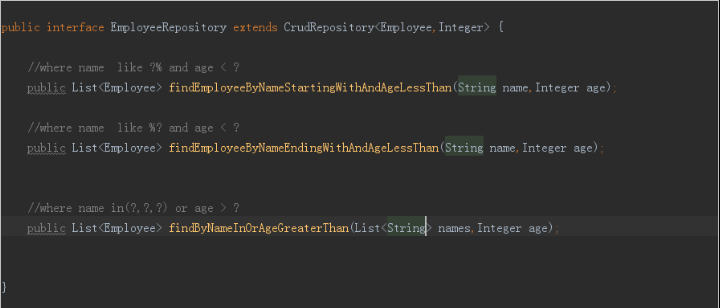 public interface EmployeeRepository extends CrudRepository<Employee,Integer> {
//where name  like ?% and age < ?
public List<Employee> findEmployeeByNameStartingWithAndAgeLessThan(String name,Integer age);
//where name  like %? and age < ?
public List<Employee> findEmployeeByNameEndingWithAndAgeLessThan(String name,Integer age);
//where name in(?,?,?) or age > ?
public List<Employee> findByNameInOrAgeGreaterThan(List<String> names,Integer age);
}